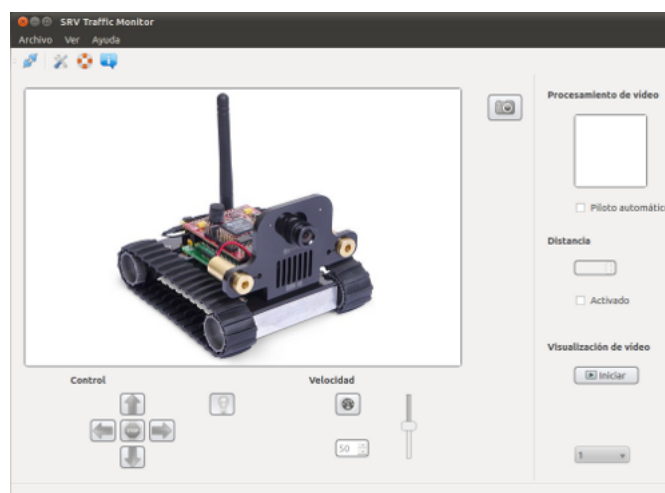 SRV Traffic Monitor
Archivo Ver Ayuda
Procesamiento de vídeo
Piloto automátic
Distancia
Activado
Visualización de vídeo
Iniciar
Control
Velocidad
STOP
50
1